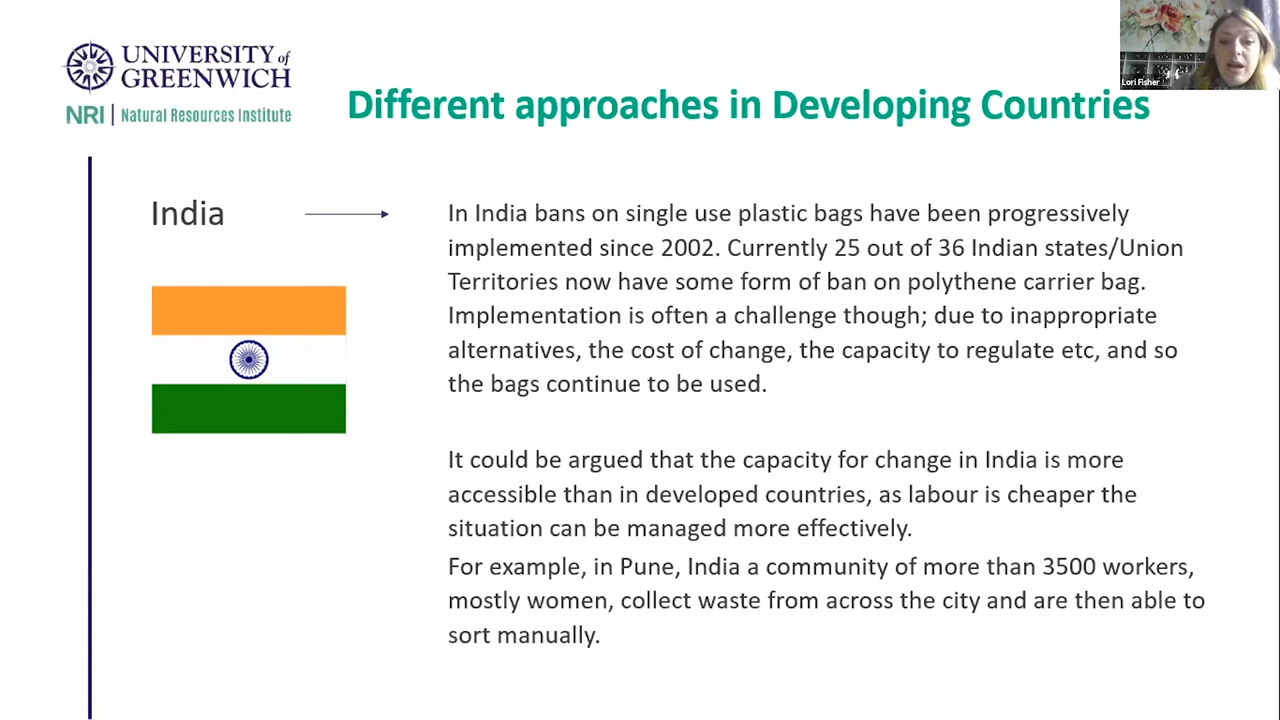 UNIVERSITY of
GREENWICH
NRI | Natural Resources Institute
Lori Fisher
Different approaches in Developing Countries
India
In India bans on single use plastic bags have been progressively
implemented since 2002. Currently 25 out of 36 Indian states/Union
Territories now have some form of ban on polythene carrier bag.
Implementation is often a challenge though; due to inappropriate
alternatives, the cost of change, the capacity to regulate etc, and so
the bags continue to be used.
It could be argued that the capacity for change in India is more
accessible than in developed countries, as labour is cheaper the
situation can be managed more effectively.
For example, in Pune, India a community of more than 3500 workers,
mostly women, collect waste from across the city and are then able to
sort manually.